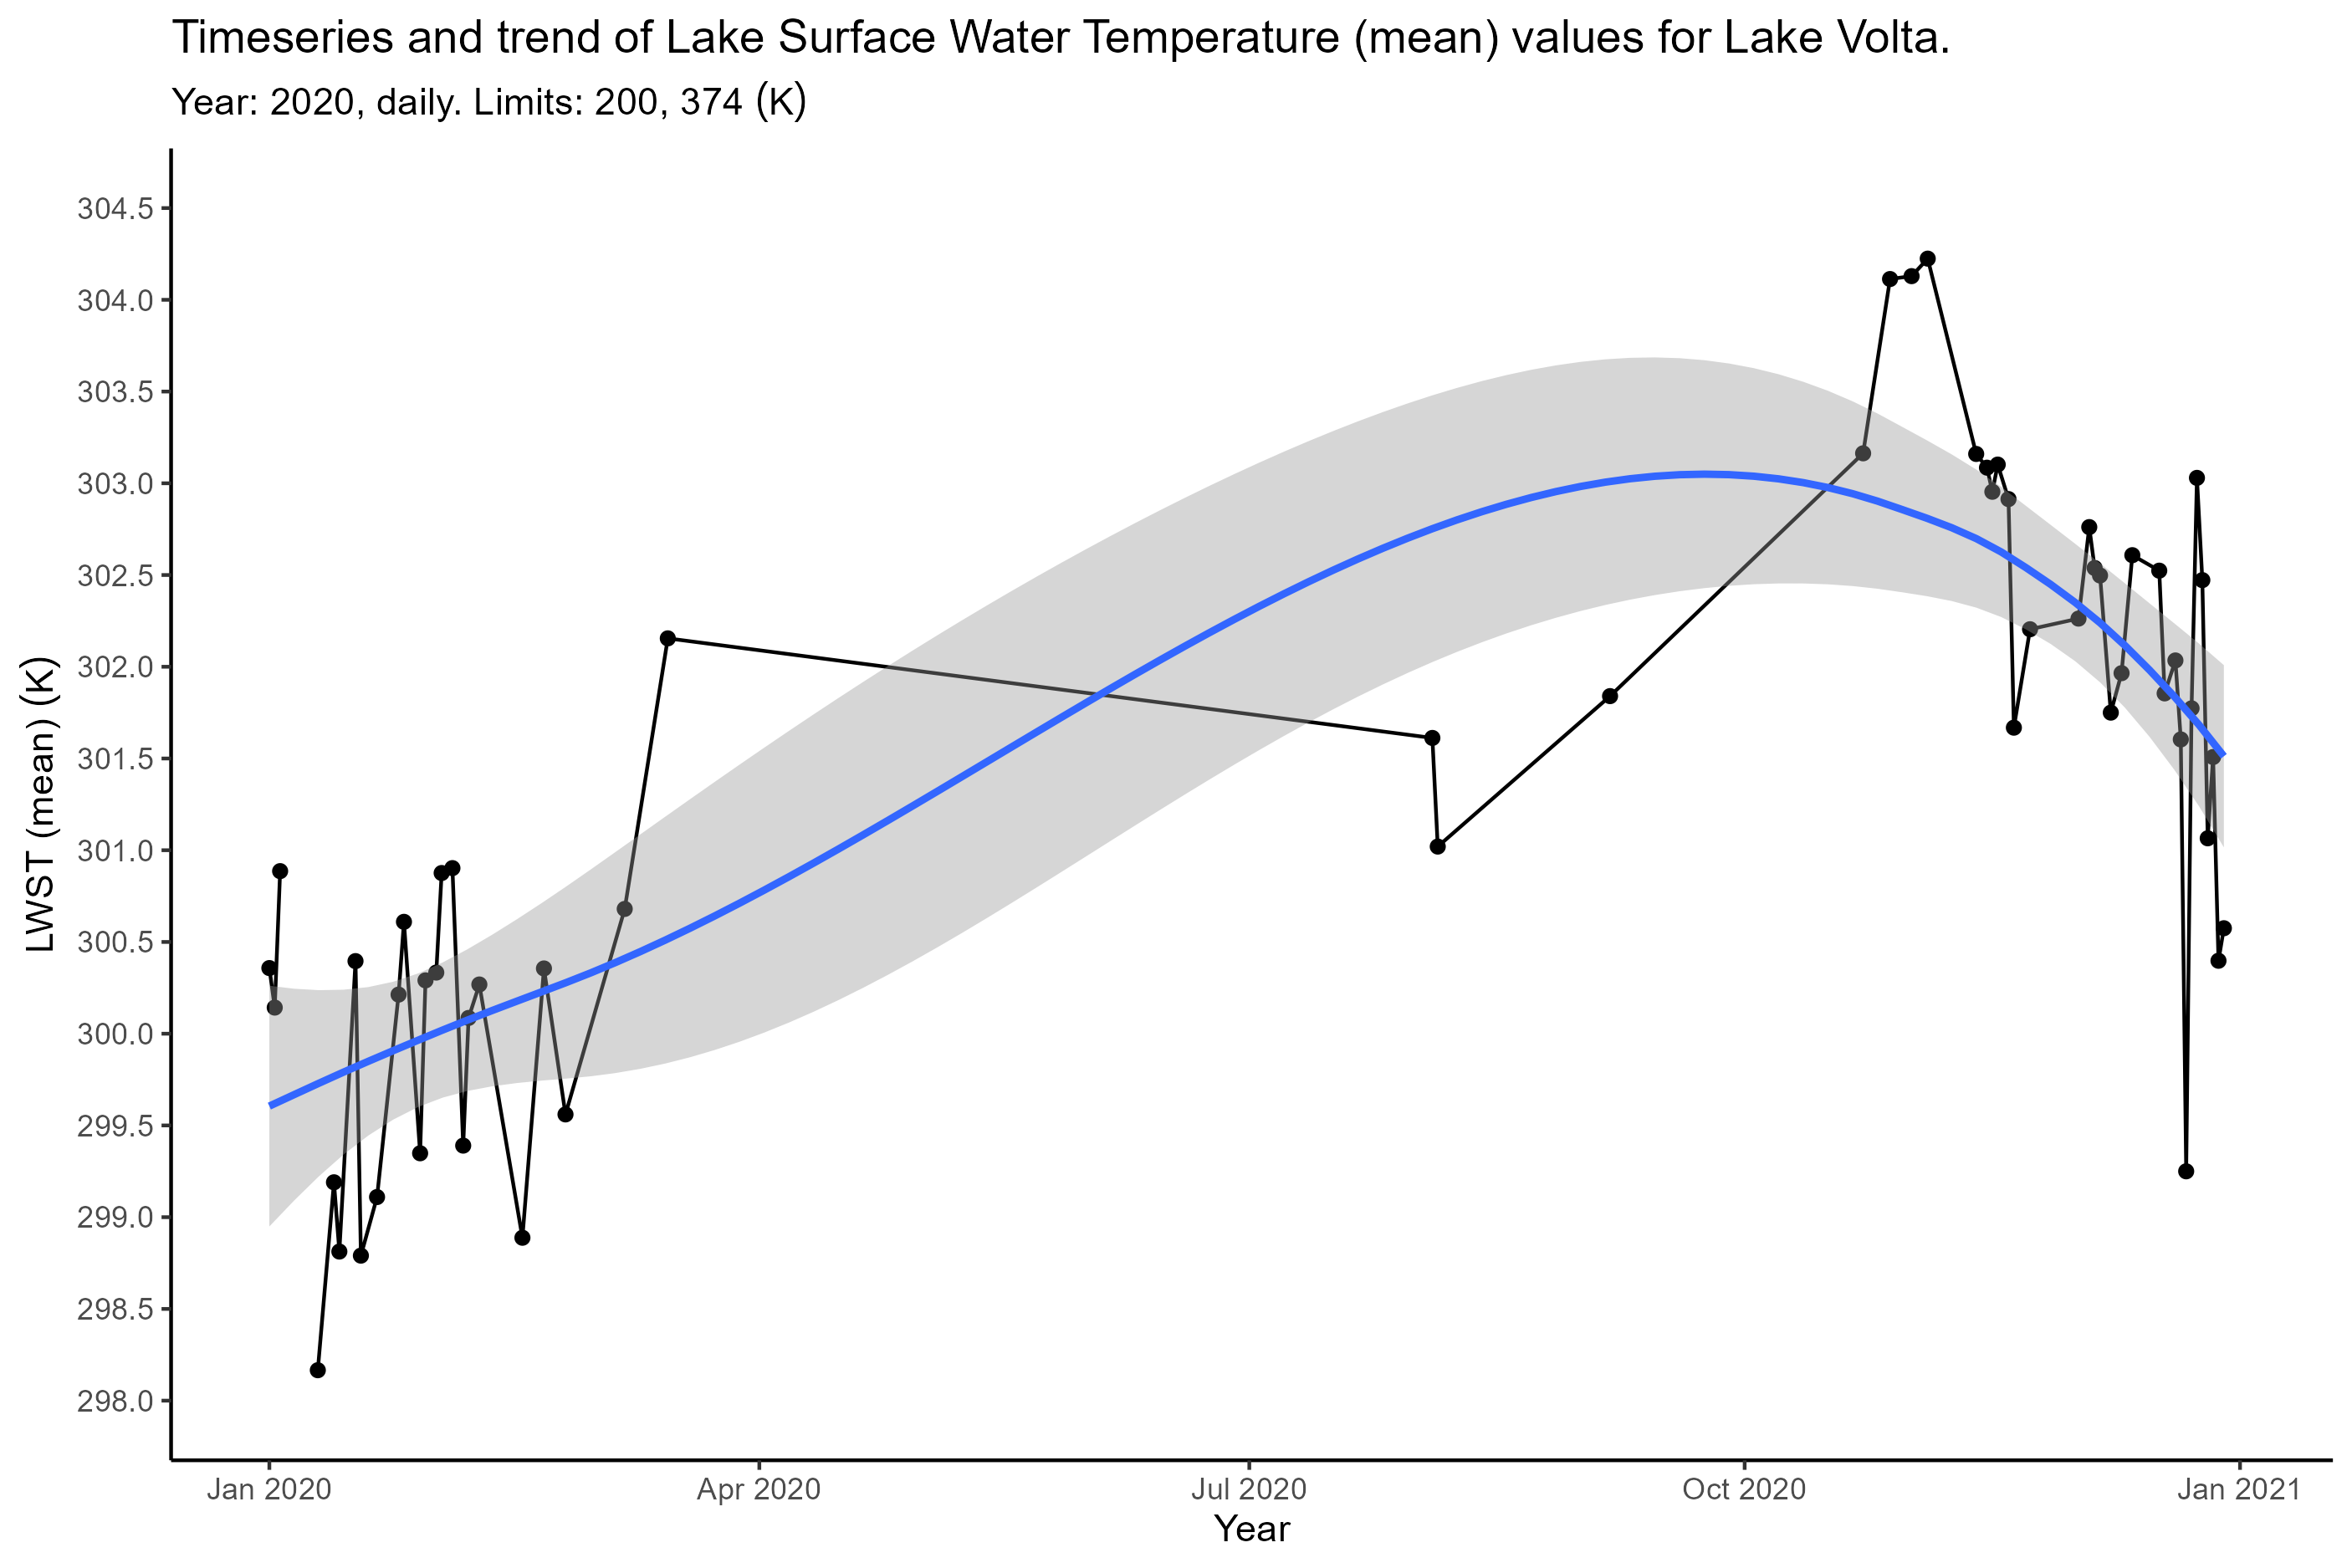 Timeseries and trend of Lake Surface Water Temperature (mean) values for Lake Volta.
Year: 2020, daily. Limits: 200, 374 (K)
304.5
304.0
303.5
303.0
302.5
302.0
301.5
301.0
300.5
300.0
299.5
299.0
298.5
298.0
LWST (mean) (K)
Jan 2020 Apr 2020 Jul 2020 Oct 2020 Jan 2021
Year